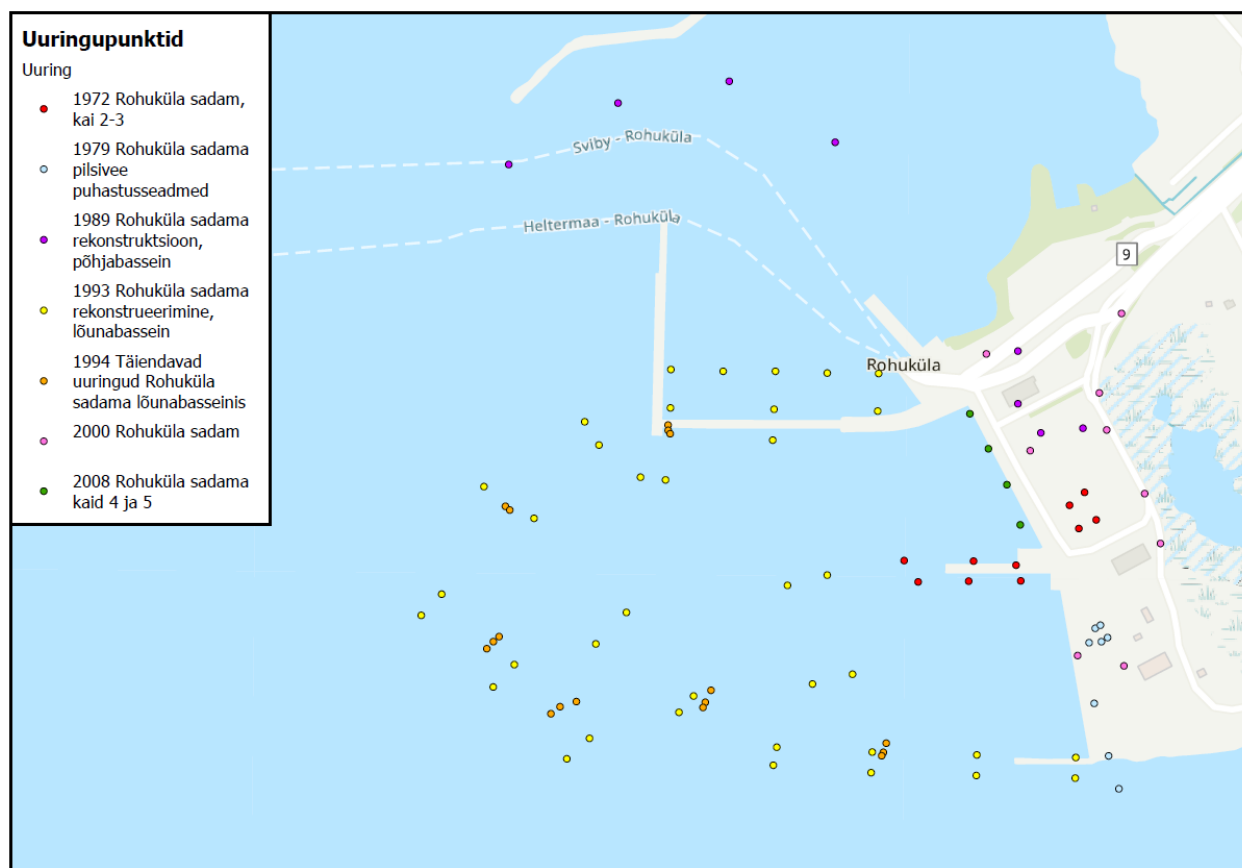 Uuringupunktid
Uuring
1972 Rohuküla sadam,
kai 2-3
1979 Rohuküla sadama
pilsivee
puhastusseadmed
1989 Rohuküla sadama
rekonstruktsioon,
põhjabassein
1993 Rohuküla sadama
rekonstrueerimine,
lõunabassein
1994 Täiendavad
uuringud Rohuküla
sadama lõunabasseinis
2000 Rohuküla sadam
2008 Rohuküla sadama
kaid 4 ja 5
Sviby - Rohuküla
Heltermaa - Rohuküla
9
Rohuküla